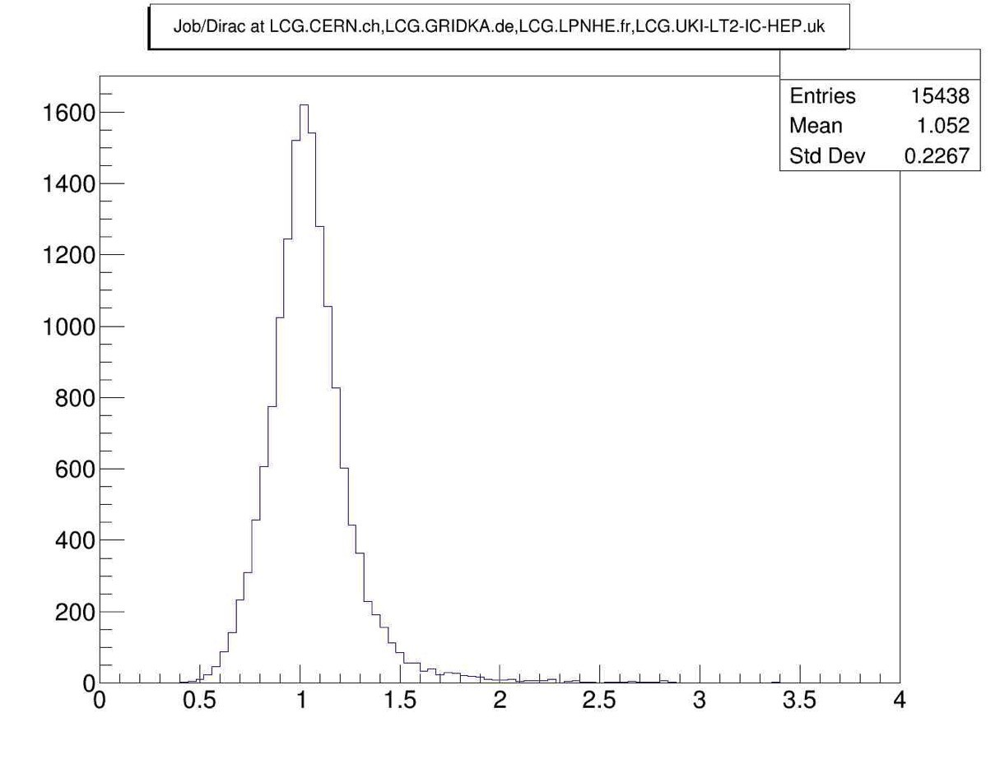 Job/Dirac at LCG.CERN.ch,LCG.GRIDKA.de,LCG.LPNHE.fr,LCG.UKI-LT2-IC-HEP.uk
Entries 15438
Mean 1.052
Std Dev 0.2267
1600
1400
1200
1000
800
600
400
200
0
0 0.5 1 1.5 2 2.5 3 3.5 4